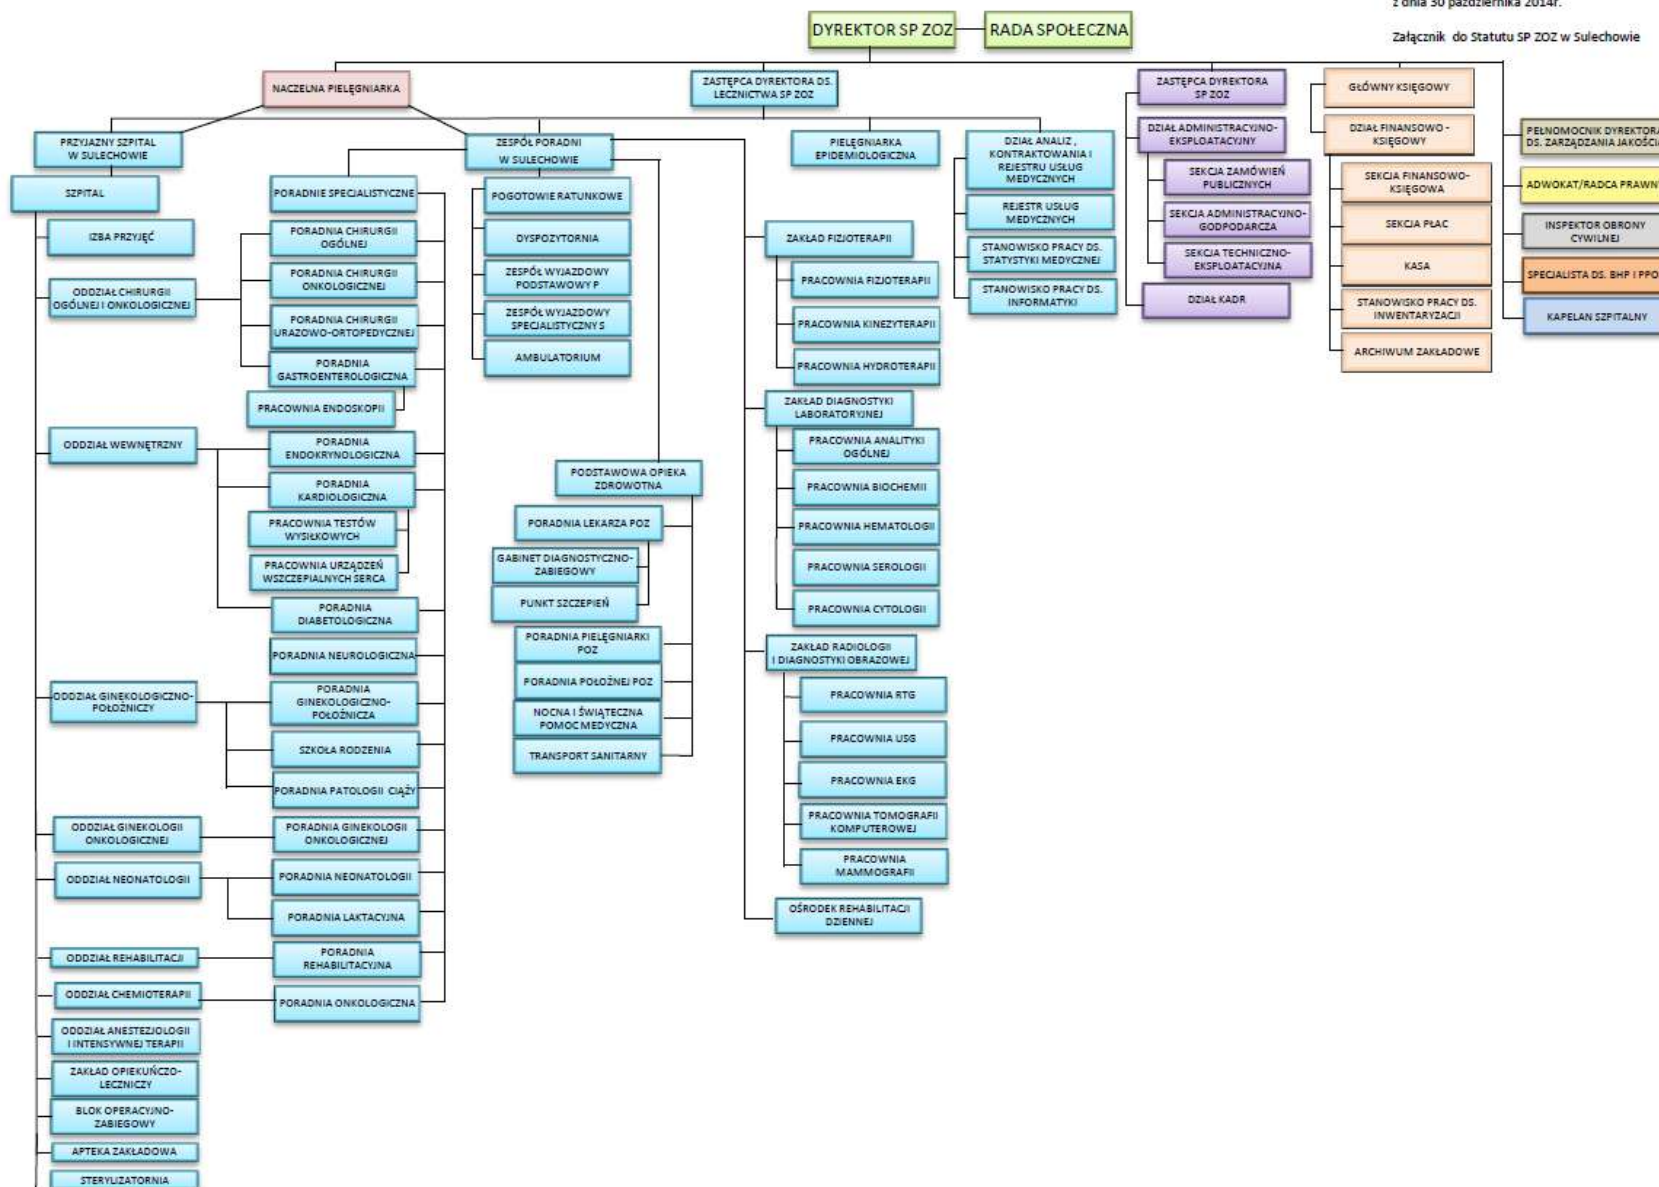 z dnia 30 października 2014r.
Załącznik do Statutu SP ZOZ w Sulechowie
DYREKTOR SP ZOZ
RADA SPOŁECZNA
NACZELNA PIELĘGNIARKA
ZASTĘPCA DYREKTORA DS.
LECZNICTWA SP ZOZ
ZASTĘPCA DYREKTORA
SP ZOZ
GŁÓWNY KSIĘGOWY
PRZYJAZNY SZPITAL
W SULECHOWIE
SZPITAL
IZBA PRZYJĘĆ
ODDZIAŁ CHIRURGII
OGÓLNEJ I ONKOLOGICZNEJ
ODDZIAŁ WEWNĘTRZNY
ODDZIAŁ GINEKOLOGICZNO-
POŁOŻNICZY
ODDZIAŁ GINEKOLOGII
ONKOLOGICZNEJ
ODDZIAŁ NEONATOLOGII
ODDZIAŁ REHABILITACJI
ODDZIAŁ CHEMIOTERAPII
ODDZIAŁ ANESTEZJOLOGII
I INTENSYWNEJ TERAPII
ZAKŁAD OPIEKUŃCZO-
LECZNICZY
BLOK OPERACYJNO-
ZABIEGOWY
APTEKA ZAKŁADOWA
STERYLIZATORNIA
ZESPÓŁ PORADNI
W SULECHOWIE
PORADNIE SPECJALISTYCZNE
PORADNIA CHIRURGII
OGÓLNEJ
PORADNIA CHIRURGII
ONKOLOGICZNEJ
PORADNIA CHIRURGII
URAZOWO-ORTOPEDYCZNEJ
PORADNIA
GASTROENTEROLOGICZNA
PRACOWNIA ENDOSKOPII
PORADNIA
ENDOKRYNOLOGICZNA
PORADNIA
KARDIOLOGICZNA
PRACOWNIA TESTÓW
WYSIŁKOWYCH
PRACOWNIA URZĄDZEŃ
WSZCZEPIALNYCH SERCA
PORADNIA
DIABETOLOGICZNA
PORADNIA NEUROLOGICZNA
PORADNIA
GINEKOLOGICZNO-
POŁOŻNICZA
SZKOŁA RODZENIA
PORADNIA PATOLOGII CIĄŻY
PORADNIA GINEKOLOGII
ONKOLOGICZNEJ
PORADNIA NEONATOLOGII
PORADNIA LAKTACYJNA
PORADNIA
REHABILITACYJNA
PORADNIA ONKOLOGICZNA
POGOTOWIE RATUNKOWE
DYSPOZYTORNIA
ZESPÓŁ WYJAZDOWY
PODSTAWOWY P
ZESPÓŁ WYJAZDOWY
SPECJALISTYCZNY S
AMBULATORIUM
PODSTAWOWA OPIEKA
ZDROWOTNA
PORADNIA LEKARZA POZ
GABINET DIAGNOSTYCZNO-
ZABIEGOWY
PUNKT SZCZEPIEŃ
PORADNIA PIELĘGNIARKI
POZ
PORADNIA POŁOŻNEJ POZ
NOCNA I ŚWIĄTECZNA
POMOC MEDYCZNA
TRANSPORT SANITARNY
ZAKŁAD FIZJOTERAPII
PRACOWNIA FIZJOTERAPII
PRACOWNIA KINEZYTERAPII
PRACOWNIA HYDROTERAPII
ZAKŁAD DIAGNOSTYKI
LABORATORYJNEJ
PRACOWNIA ANALITYKI
OGÓLNEJ
PRACOWNIA BIOCHEMII
PRACOWNIA HEMATOLOGII
PRACOWNIA SEROLOGII
PRACOWNIA CYTOLOGII
ZAKŁAD RADIOLOGII
I DIAGNOSTYKI OBRAZOWEJ
PRACOWNIA RTG
PRACOWNIA USG
PRACOWNIA EKG
PRACOWNIA TOMOGRAFII
KOMPUTEROWEJ
PRACOWNIA
MAMMOGRAFII
OŚRODEK REHABILITACJI
DZIENNEJ
PIELĘGNIARKA
EPIDEMIOLOGICZNA
DZIAŁ ANALIZ ,
KONTRAKTOWANIA I
REJESTRU USŁUG
MEDYCZNYCH
REJESTR USŁUG
MEDYCZNYCH
STANOWISKO PRACY DS.
STATYSTYKI MEDYCZNEJ
STANOWISKO PRACY DS.
INFORMATYKI
DZIAŁ ADMINISTRACYJNO-
EKSPLOATACYJNY
SEKCJA ZAMÓWIEŃ
PUBLICZNYCH
SEKCJA ADMINISTRACYJNO-
GOSPODARCZA
SEKCJA TECHNICZNO-
EKSPLOATACYJNA
DZIAŁ KADR
DZIAŁ FINANSOWO -
KSIĘGOWY
SEKCJA FINANSOWO-
KSIĘGOWA
SEKCJA PŁAC
KASA
STANOWISKO PRACY DS.
INWENTARYZACJI
ARCHIWUM ZAKŁADOWE
PEŁNOMOCNIK DYREKTORA
DS. ZARZĄDZANIA JAKOŚCIĄ
ADWOKAT/RADCA PRAWNY
INSPEKTOR OBRONY
CYWILNEJ
SPECJALISTA DS. BHP I PPO
KAPELAN SZPITALNY